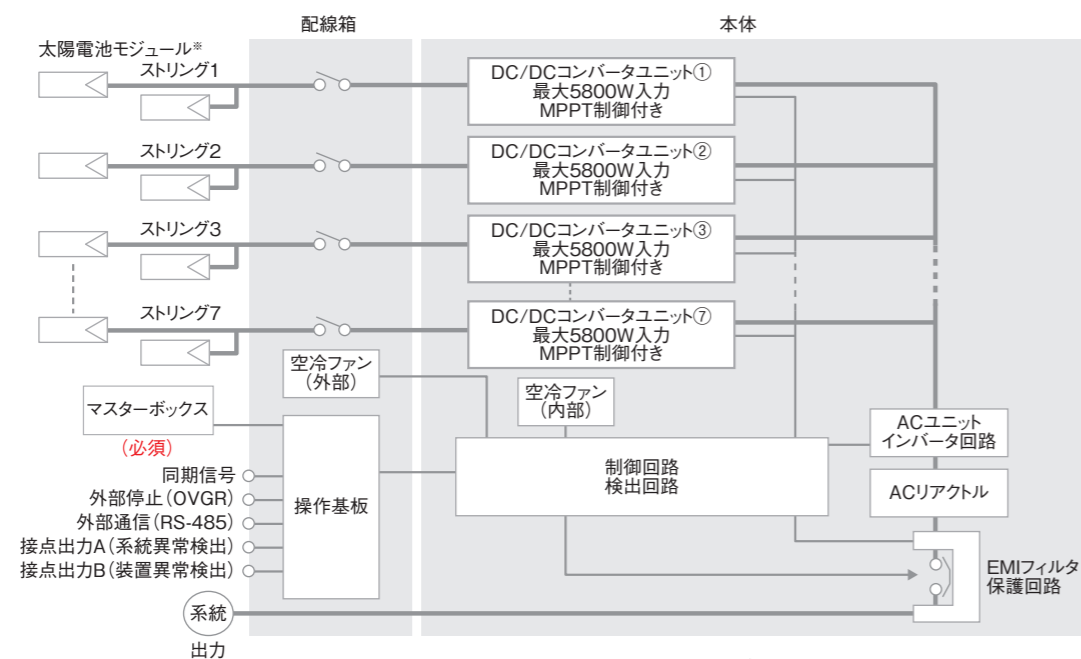 配線箱
本体
太陽電池モジュール※
ストリング1
DC/DCコンバータユニット①
最大5800W入力
MPPT制御付き
ストリング2
DC/DCコンバータユニット②
最大5800W入力
MPPT制御付き
ストリング3
DC/DCコンバータユニット③
最大5800W入力
MPPT制御付き
ストリング7
DC/DCコンバータユニット⑦
最大5800W入力
MPPT制御付き
空冷ファン
（外部）
空冷ファン
（内部）
マスターボックス
（必須）
ACユニット
インバータ回路
制御回路
検出回路
ACリアクトル
操作基板
同期信号
外部停止（OVGR）
外部通信（RS-485）
接点出力A（系統異常検出）
接点出力B（装置異常検出）
EMIフィルタ
保護回路
系統
出力